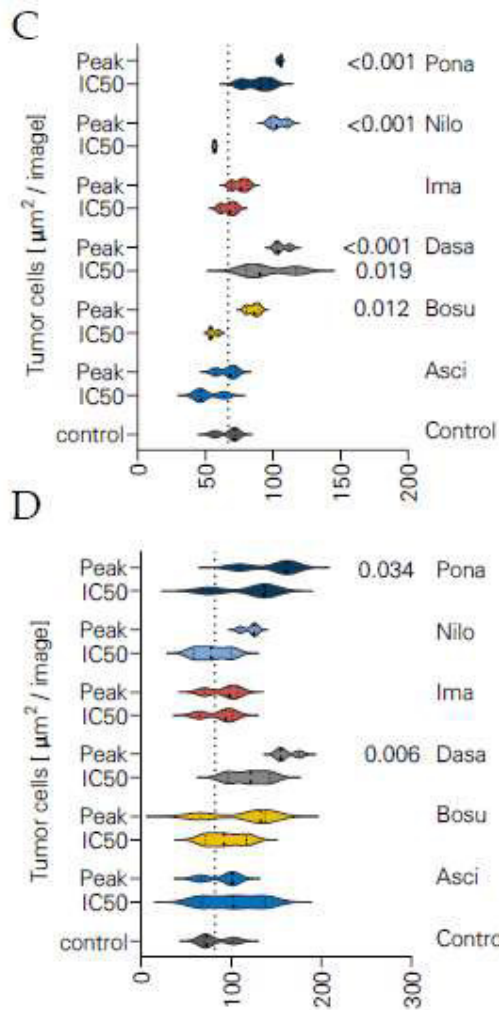 C
Peak <0.001 Pona
IC50
Peak <0.001 Nilo
IC50
Peak Ima
IC50
Peak <0.001 Dasa
IC50 0.019
Peak 0.012 Bosu
IC50
Peak Asci
IC50
control Control
Tumor cells [ µm² / image]
0 50 100 150 200
D
Peak 0.034 Pona
IC50
Peak Nilo
IC50
Peak Ima
IC50
Peak 0.006 Dasa
IC50
Peak Bosu
IC50
Peak Asci
IC50
control Contro
Tumor cells [ µm² / image]
0 100 200 300